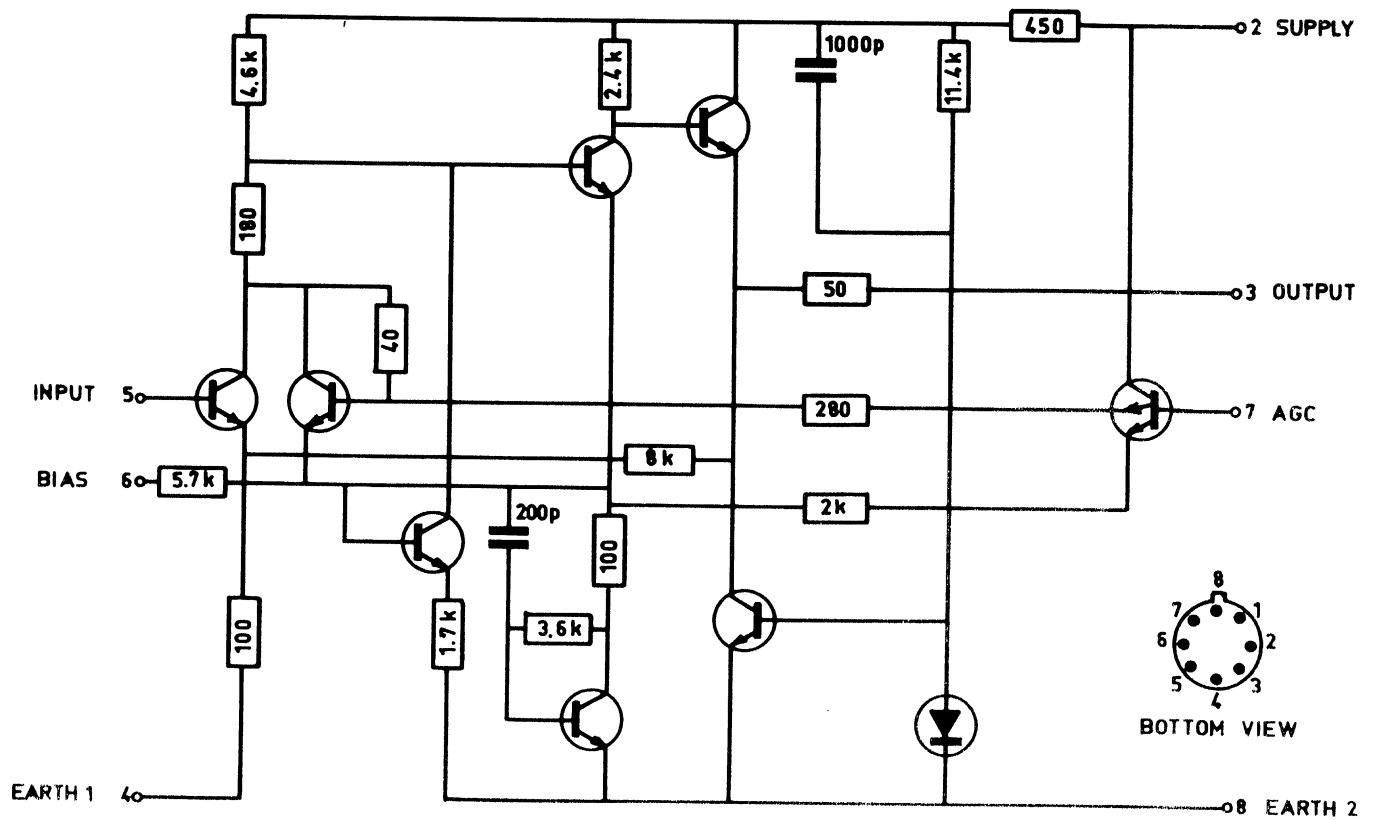 450
2 SUPPLY
4.6k
2.4k
1000p
11.4k
180
50
3 OUTPUT
40
INPUT 5
280
7 AGC
8k
BIAS 6
5.7k
2k
200p
100
100
1.7k
3.6k
8
7
1
6
2
5
3
4
BOTTOM VIEW
EARTH 1 4
8 EARTH 2